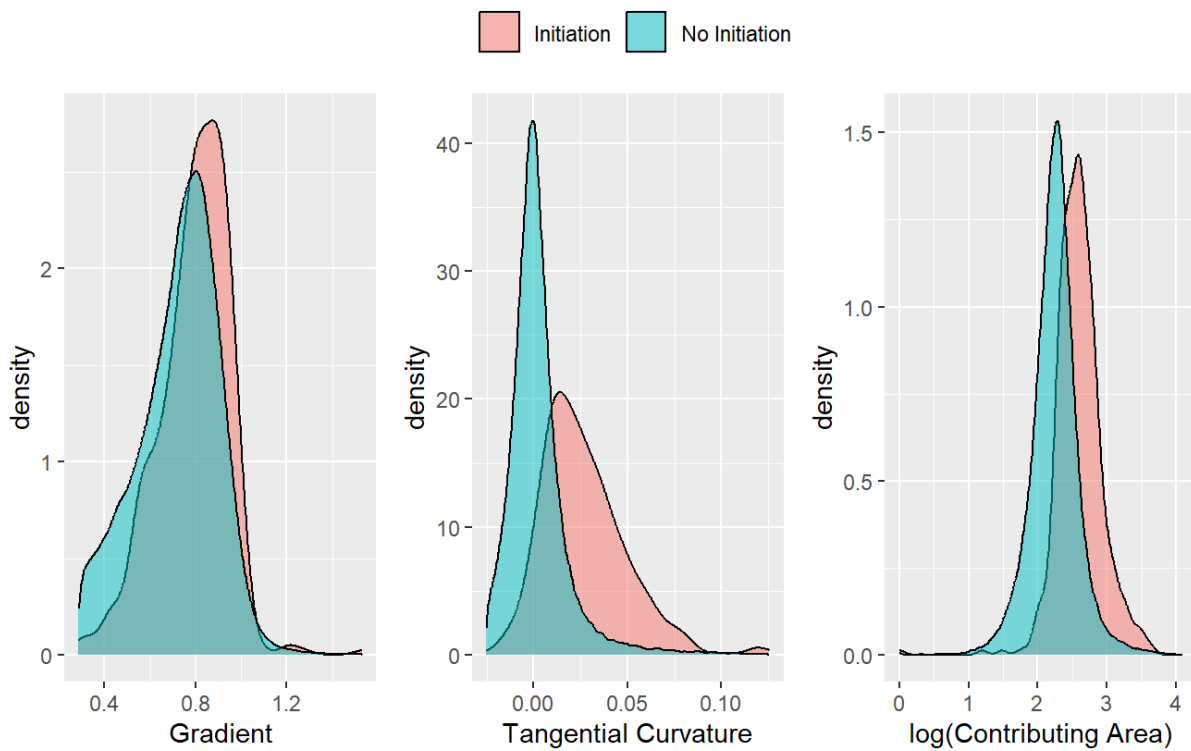 Initiation No Initiation
density
2
1
0
0.4 0.8 1.2
Gradient
density
40
30
20
10
0
0.00 0.05 0.10
Tangential Curvature
density
1.5
1.0
0.5
0.0
0 1 2 3 4
log(Contributing Area)